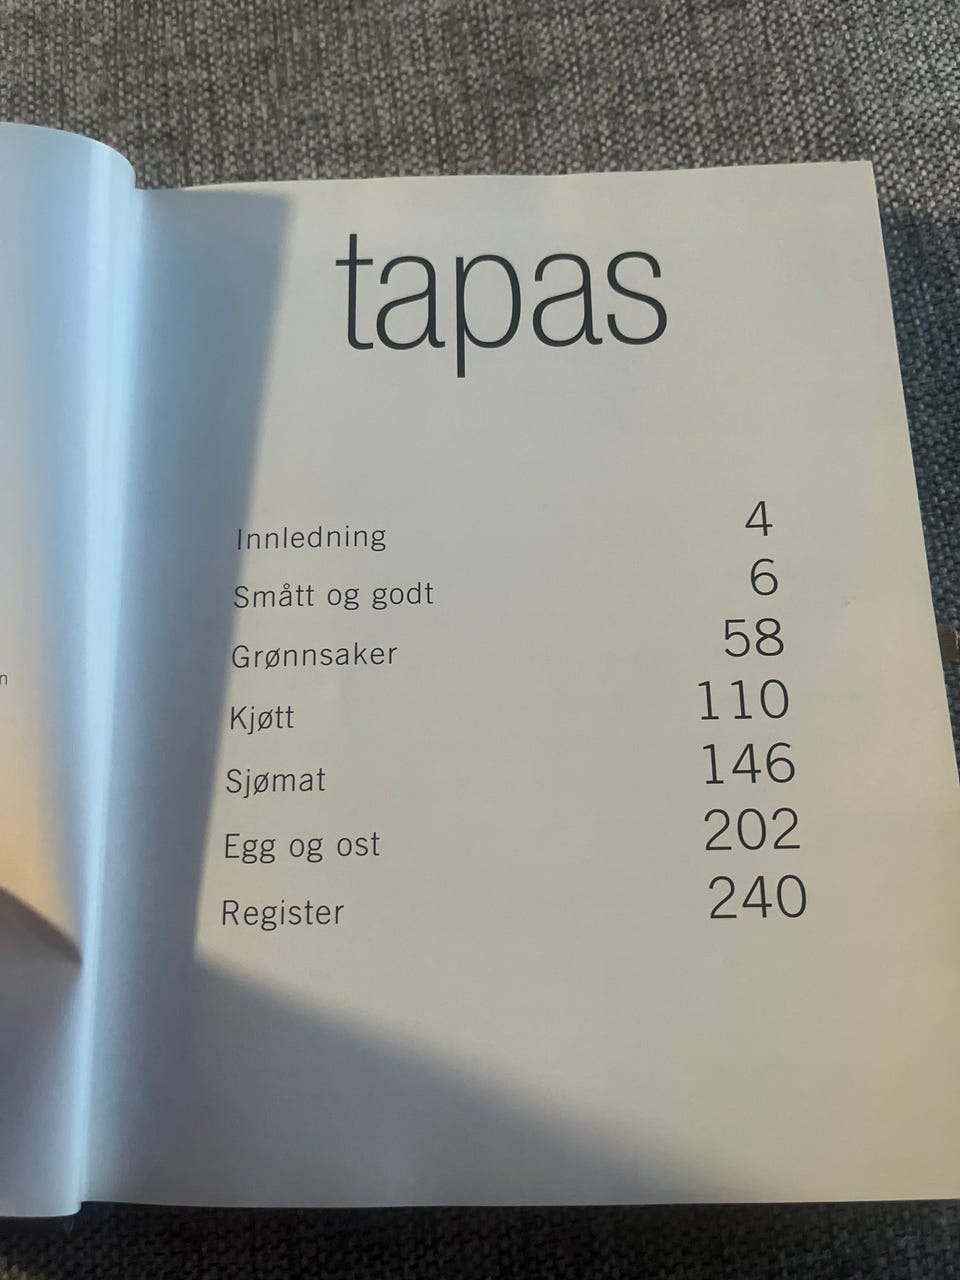 tapas
Innledning 4
Smått og godt 6
Grønnsaker 58
Kjøtt 110
Sjømat 146
Egg og ost 202
Register 240